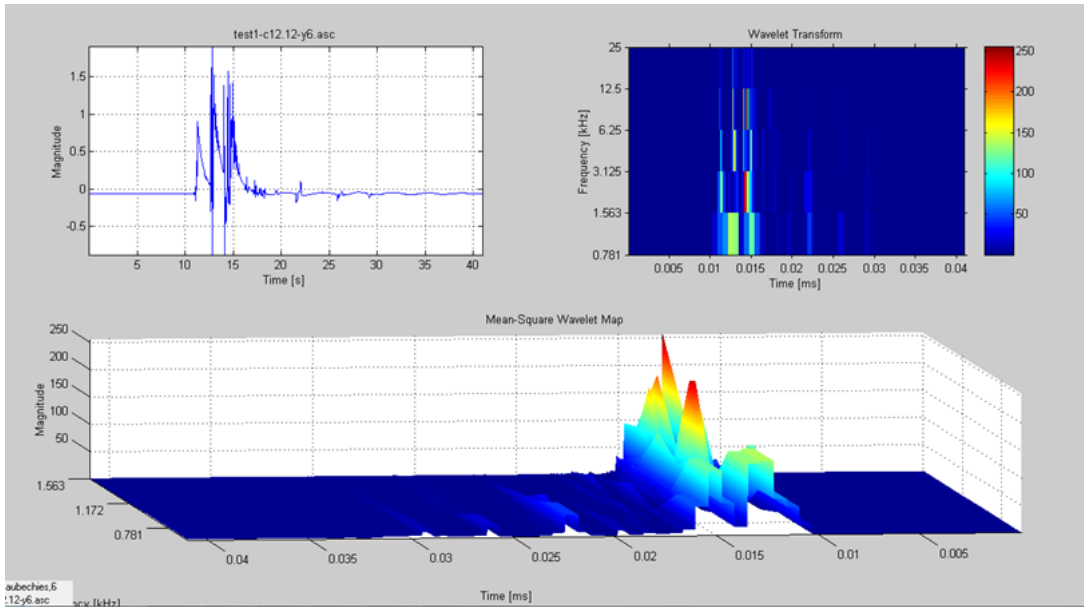 test1-c12.12-y6.asc
Magnitude
1.5
1
0.5
0
-0.5
5 10 15 20 25 30 35 40
Time [s]
Wavelet Transform
Frequency [kHz]
25
12.5
6.25
3.125
1.563
0.781
0.005 0.01 0.015 0.02 0.025 0.03 0.035 0.04
Time [ms]
250
200
150
100
50
Mean-Square Wavelet Map
Magnitude
250
200
150
100
50
1.563
1.172
0.781
0.04 0.035 0.03 0.025 0.02 0.015 0.01 0.005
Time [ms]
aubechies,6
2.12-y6.asc
ncy [kHz]